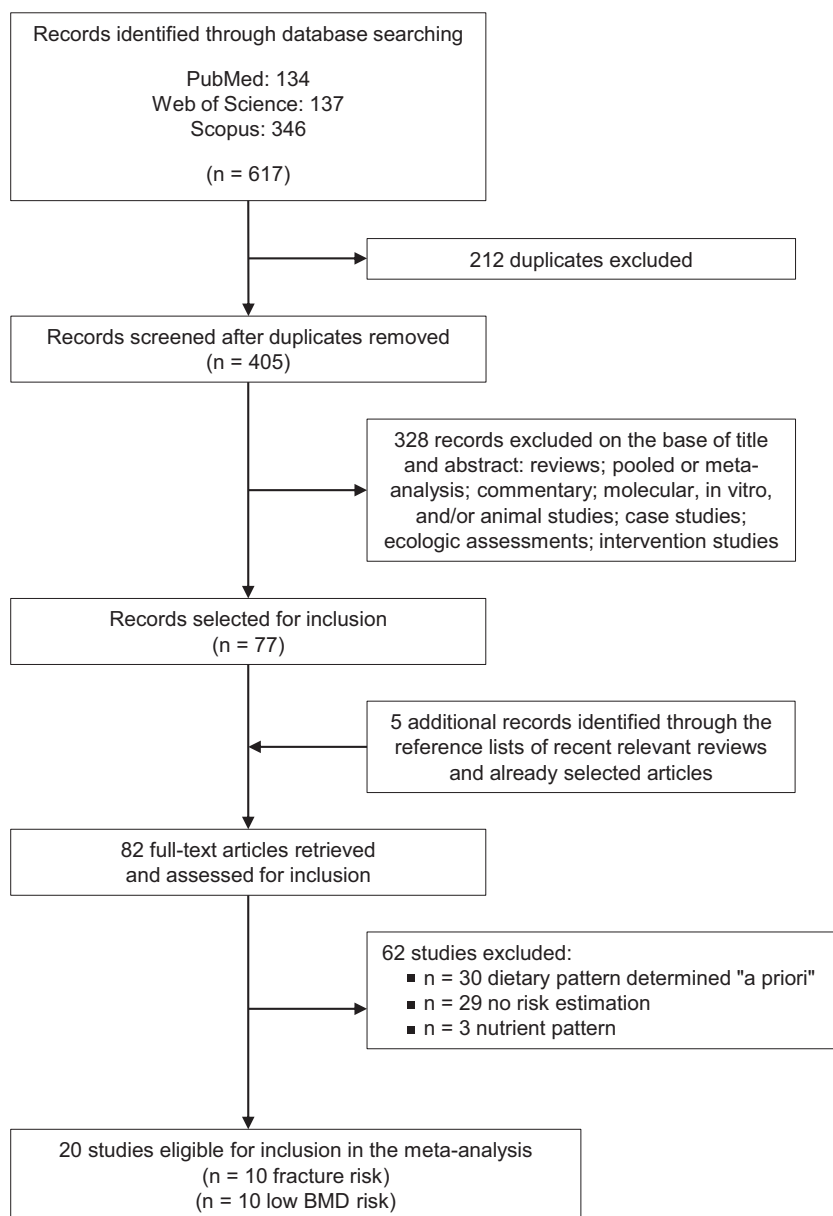 Records identified through database searching
PubMed: 134
Web of Science: 137
Scopus: 346
(n = 617)
212 duplicates excluded
Records screened after duplicates removed
(n = 405)
328 records excluded on the base of title
and abstract: reviews; pooled or meta-
analysis; commentary; molecular, in vitro,
and/or animal studies; case studies;
ecologic assessments; intervention studies
Records selected for inclusion
(n = 77)
5 additional records identified through the
reference lists of recent relevant reviews
and already selected articles
82 full-text articles retrieved
and assessed for inclusion
62 studies excluded:
▪ n = 30 dietary pattern determined "a priori"
▪ n = 29 no risk estimation
▪ n = 3 nutrient pattern
20 studies eligible for inclusion in the meta-analysis
(n = 10 fracture risk)
(n = 10 low BMD risk)